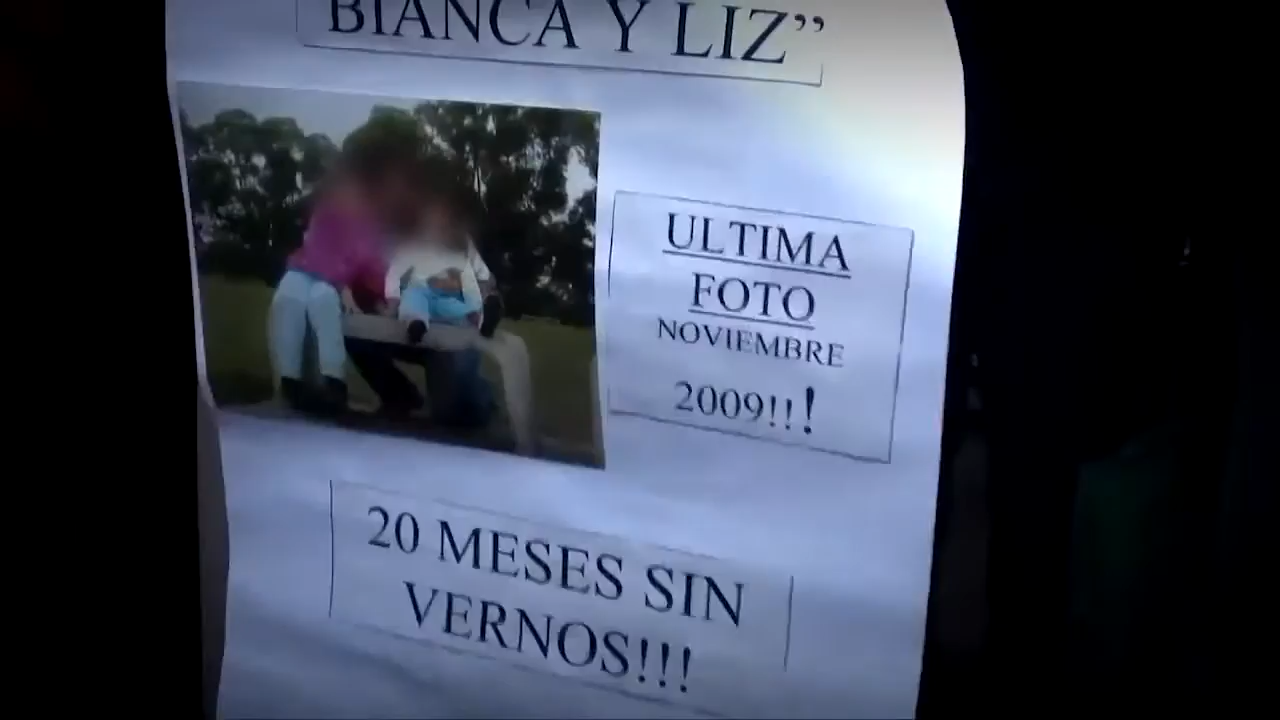 BIANCA Y LIZ”
ULTIMA
FOTO
NOVIEMBRE
2009!!!
20 MESES SIN
VERNOS!!!